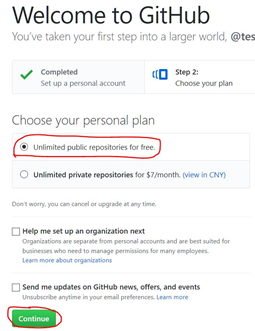 Welcome to GitHub
You've taken your first step into a larger world, @tes
Completed
Set up a personal account
Step 2:
Choose your plan
Choose your personal plan
Unlimited public repositories for free.
Unlimited private repositories for $7/month. (view in CNY)
Don't worry, you can cancel or upgrade at any time.
Help me set up an organization next
Organizations are separate from personal accounts and are best suited for
businesses who need to manage permissions for many employees.
Learn more about organizations
Send me updates on GitHub news, offers, and events
Unsubscribe anytime in your email preferences. Learn more
Continue